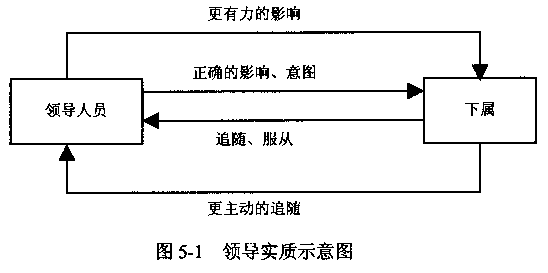 更有力的影响
正确的影响、意图
领导人员
下属
追随、服从
更主动的追随
图 5-1 领导实质示意图